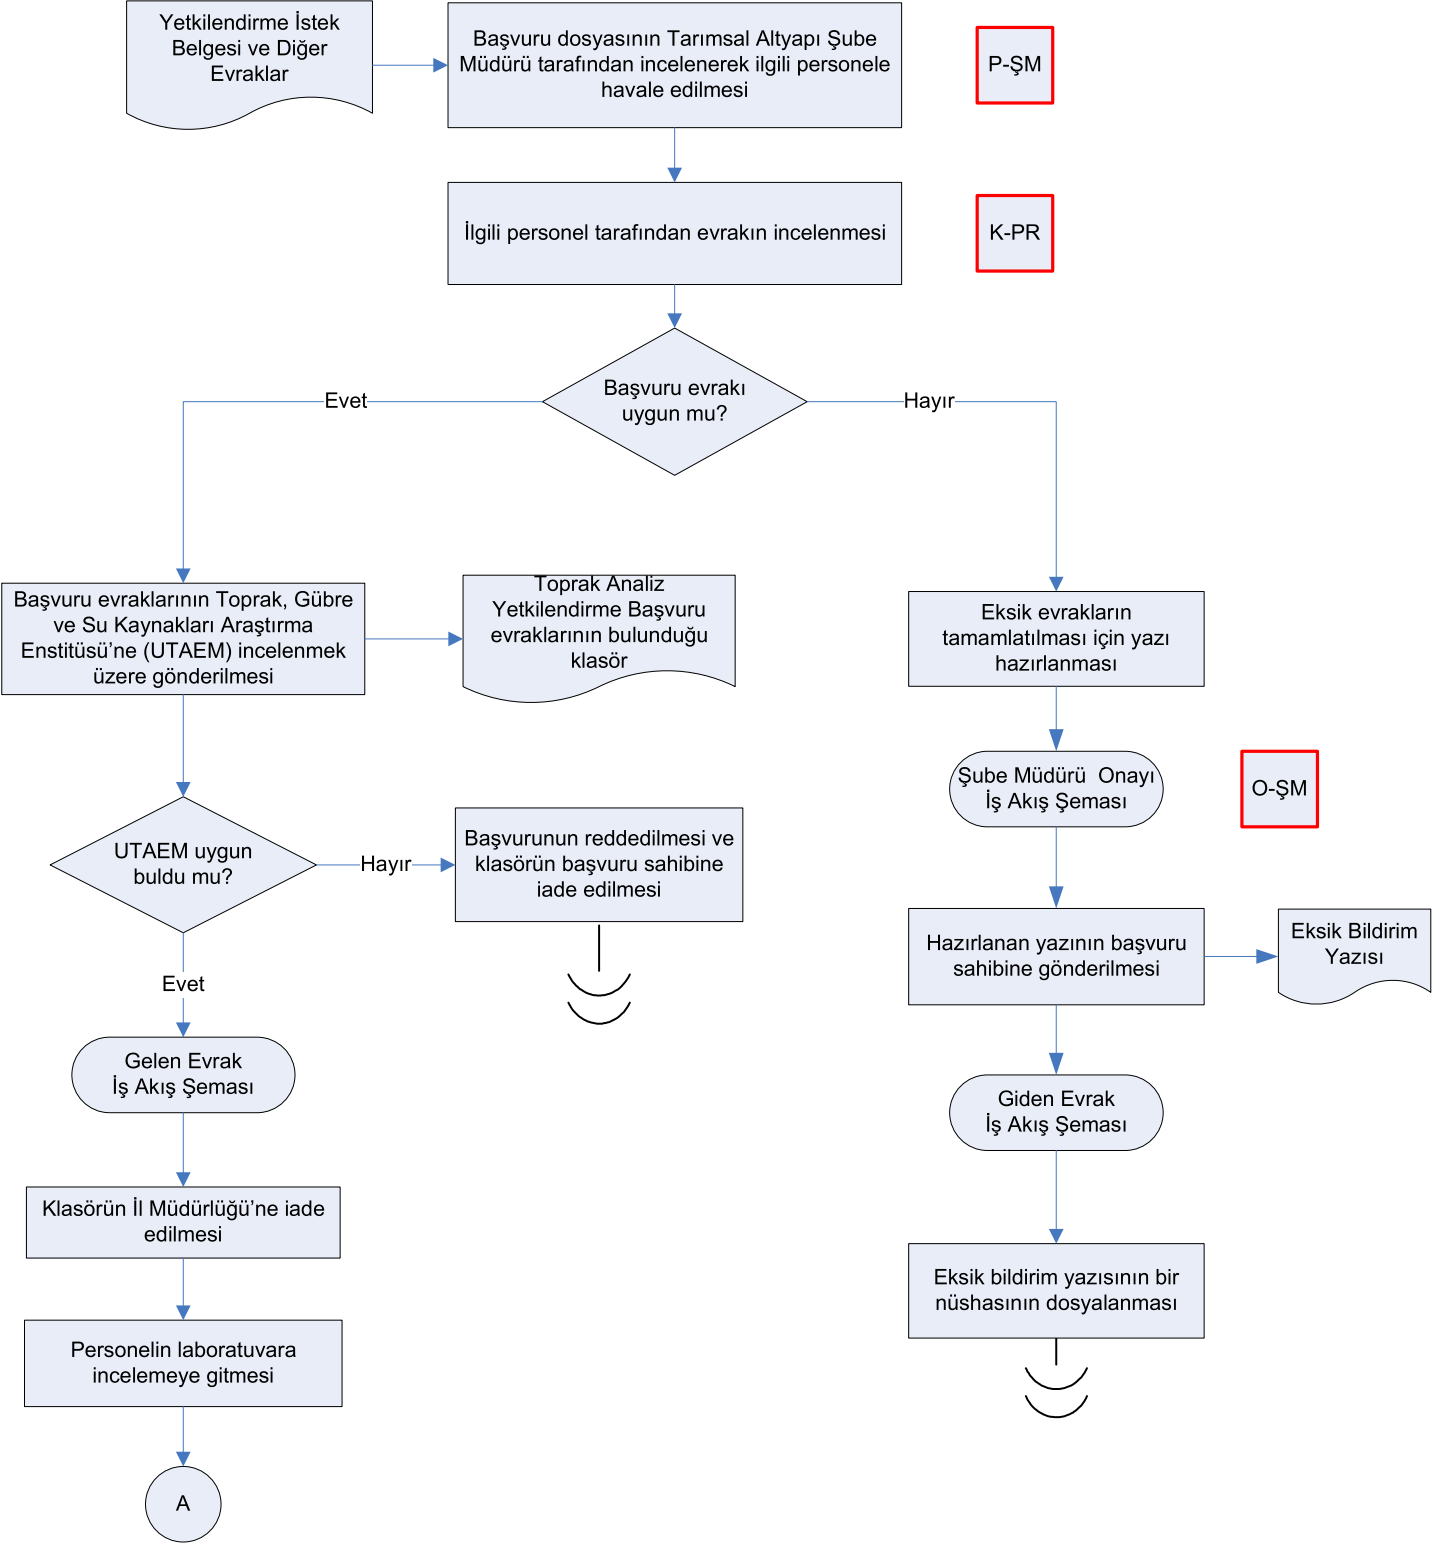 Yetkilendirme İstek
Belgesi ve Diğer
Evraklar
Başvuru dosyasının Tarımsal Altyapı Şube
Müdürü tarafından incelenerek ilgili personele
havale edilmesi
P-ŞM
İlgili personel tarafından evrakın incelenmesi
K-PR
Başvuru evrakı
uygun mu?
Evet
Hayır
Başvuru evraklarının Toprak, Gübre
ve Su Kaynakları Araştırma
Enstitüsü’ne (UTAEM) incelenmek
üzere gönderilmesi
Toprak Analiz
Yetkilendirme Başvuru
evraklarının bulunduğu
klasör
Eksik evrakların
tamamlatılması için yazı
hazırlanması
Şube Müdürü  Onayı
İş Akış Şeması
O-ŞM
UTAEM uygun
buldu mu?
Hayır
Başvurunun reddedilmesi ve
klasörün başvuru sahibine
iade edilmesi
Hazırlanan yazının başvuru
sahibine gönderilmesi
Eksik Bildirim
Yazısı
Evet
Gelen Evrak
İş Akış Şeması
Giden Evrak
İş Akış Şeması
Klasörün İl Müdürlüğü’ne iade
edilmesi
Eksik bildirim yazısının bir
nüshasının dosyalanması
Personelin laboratuvara
incelemeye gitmesi
A